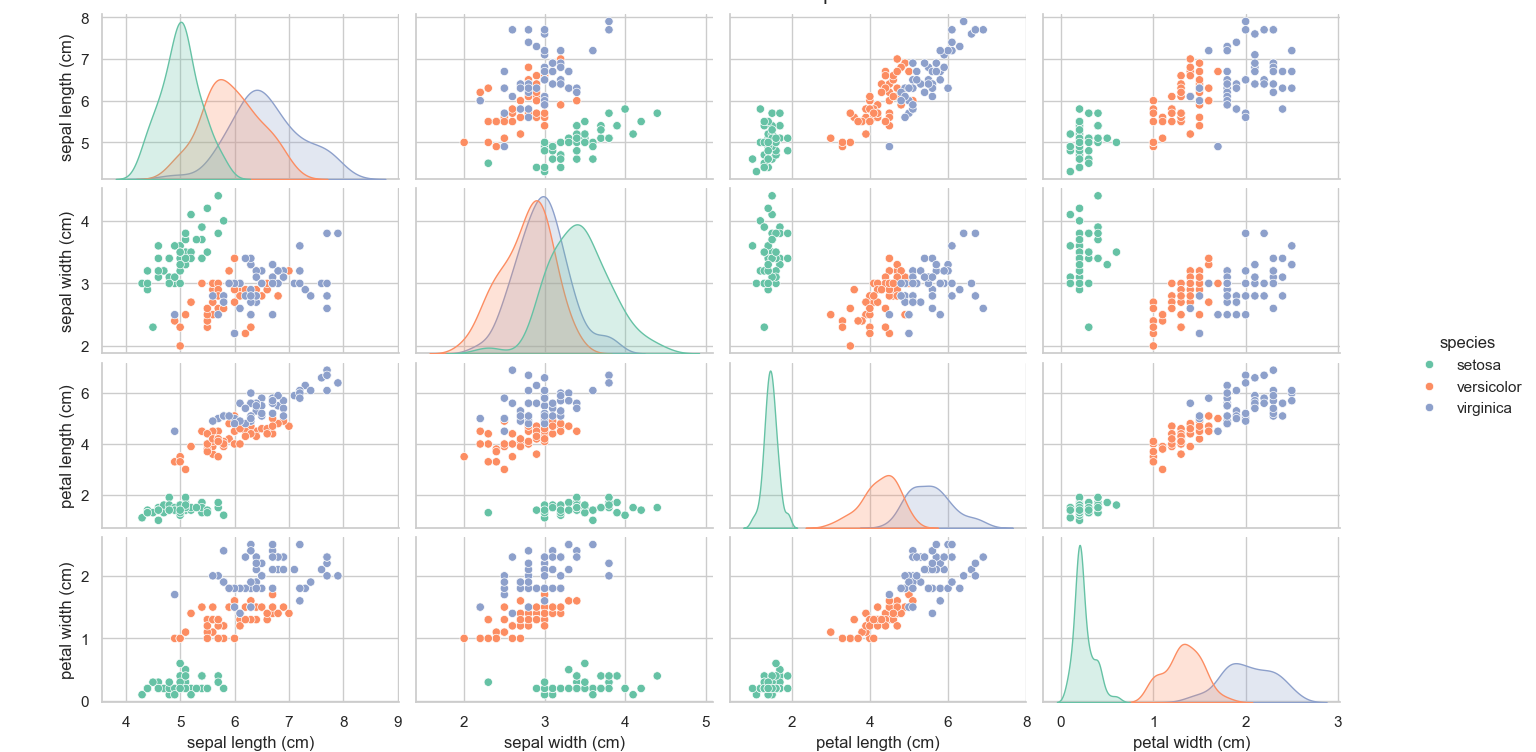 8
7
6
5
sepal length (cm)
4
3
2
sepal width (cm)
6
4
2
petal length (cm)
2
1
0
petal width (cm)
4 5 6 7 8 9
sepal length (cm)
2 3 4 5
sepal width (cm)
2 4 6 8
petal length (cm)
0 1 2 3
petal width (cm)
species
setosa
versicolor
virginica